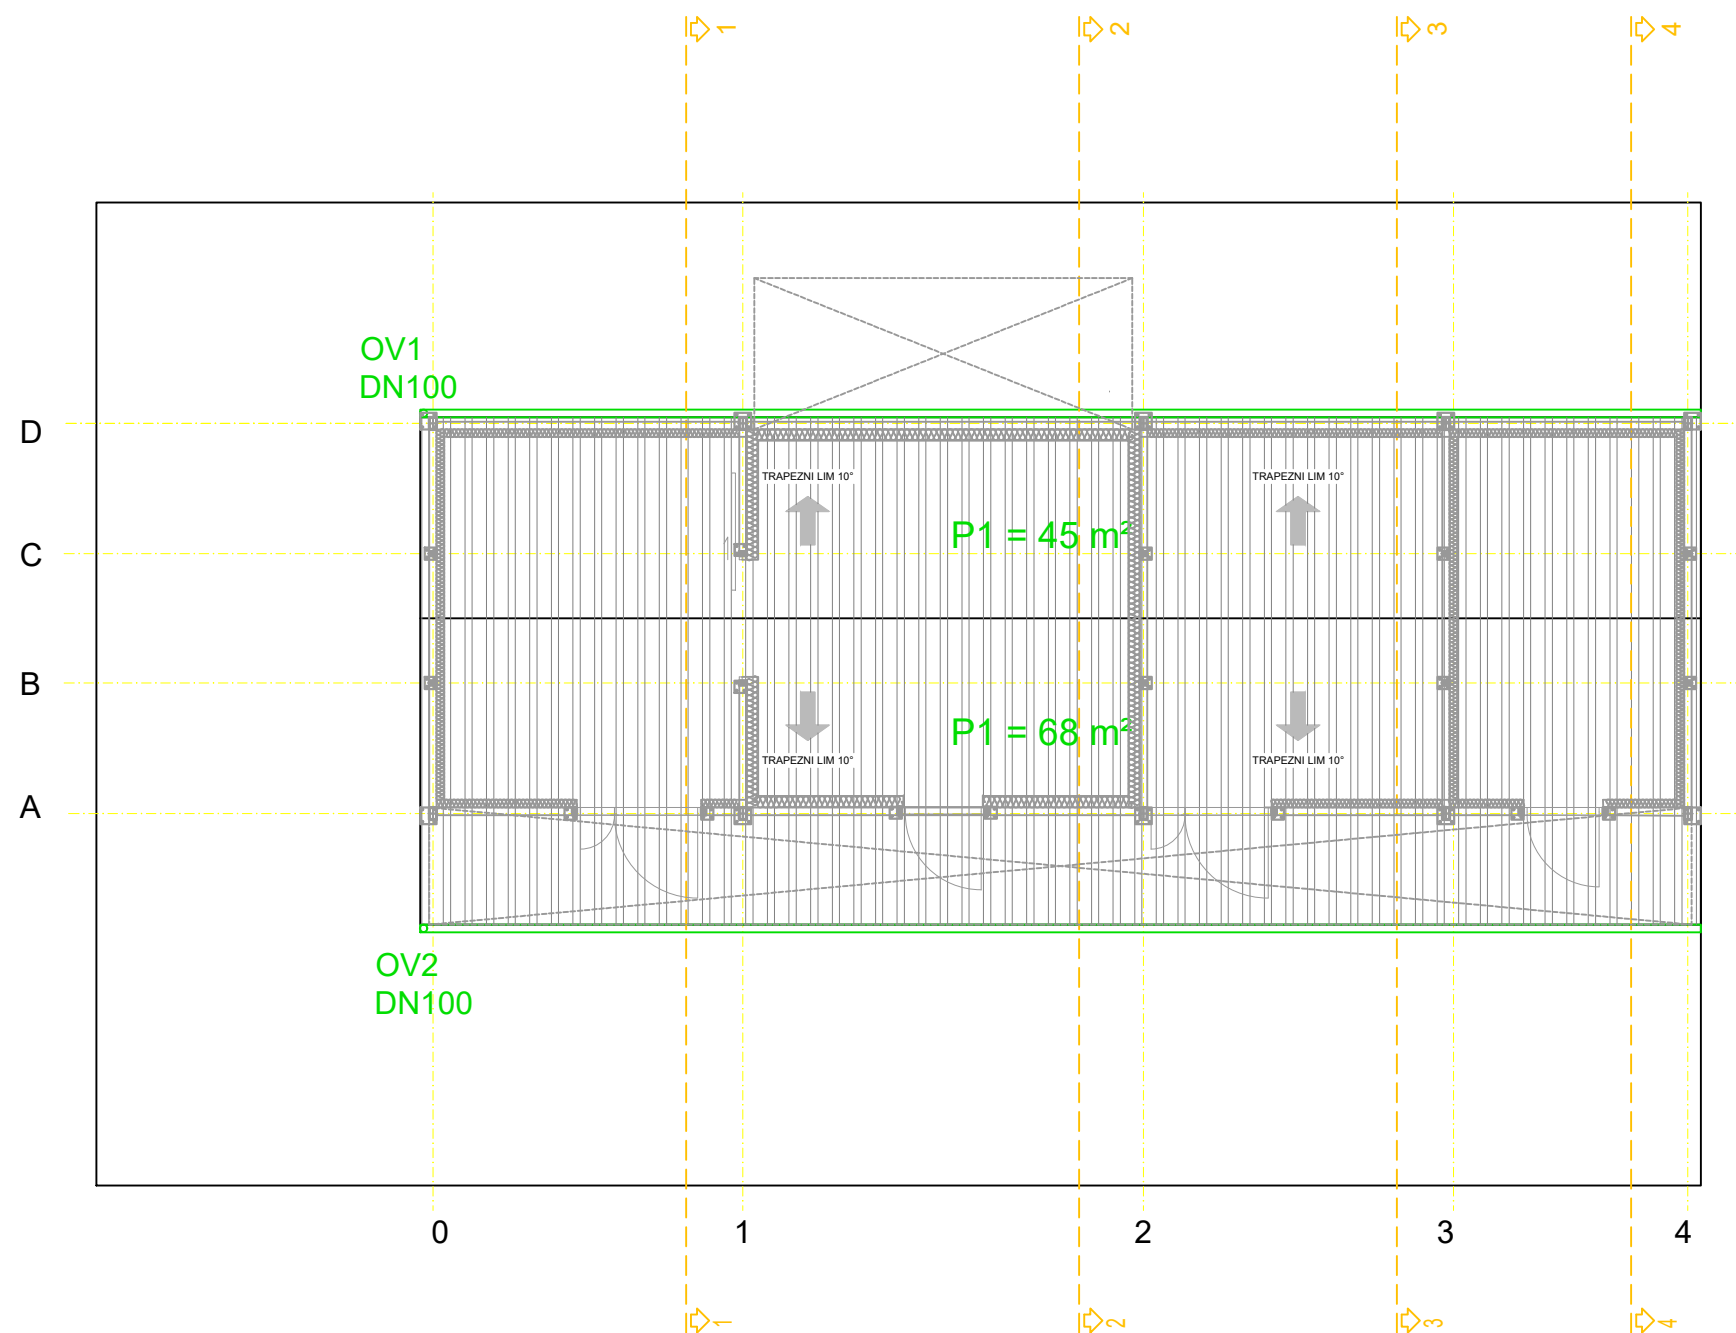 1
2
3
4
OV1
DN100
D
TRAPEZNI LIM 10°
TRAPEZNI LIM 10°
P1 = 45 m²
C
B
P1 = 68 m²
TRAPEZNI LIM 10°
TRAPEZNI LIM 10°
A
OV2
DN100
0
1
2
3
4
1
2
3
4